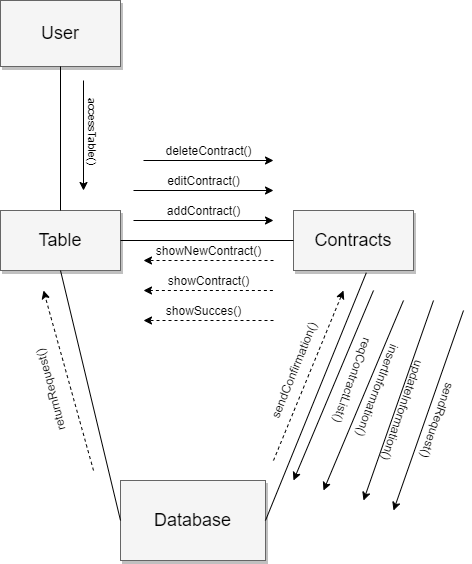 User
accessTable()
deleteContract()
editContract()
addContract()
Table
Contracts
showNewContract()
showContract()
showSucces()
returnRequest()
sendConfirmation()
reqContractList()
insertInformation()
updateInformation()
sendRequest()
Database